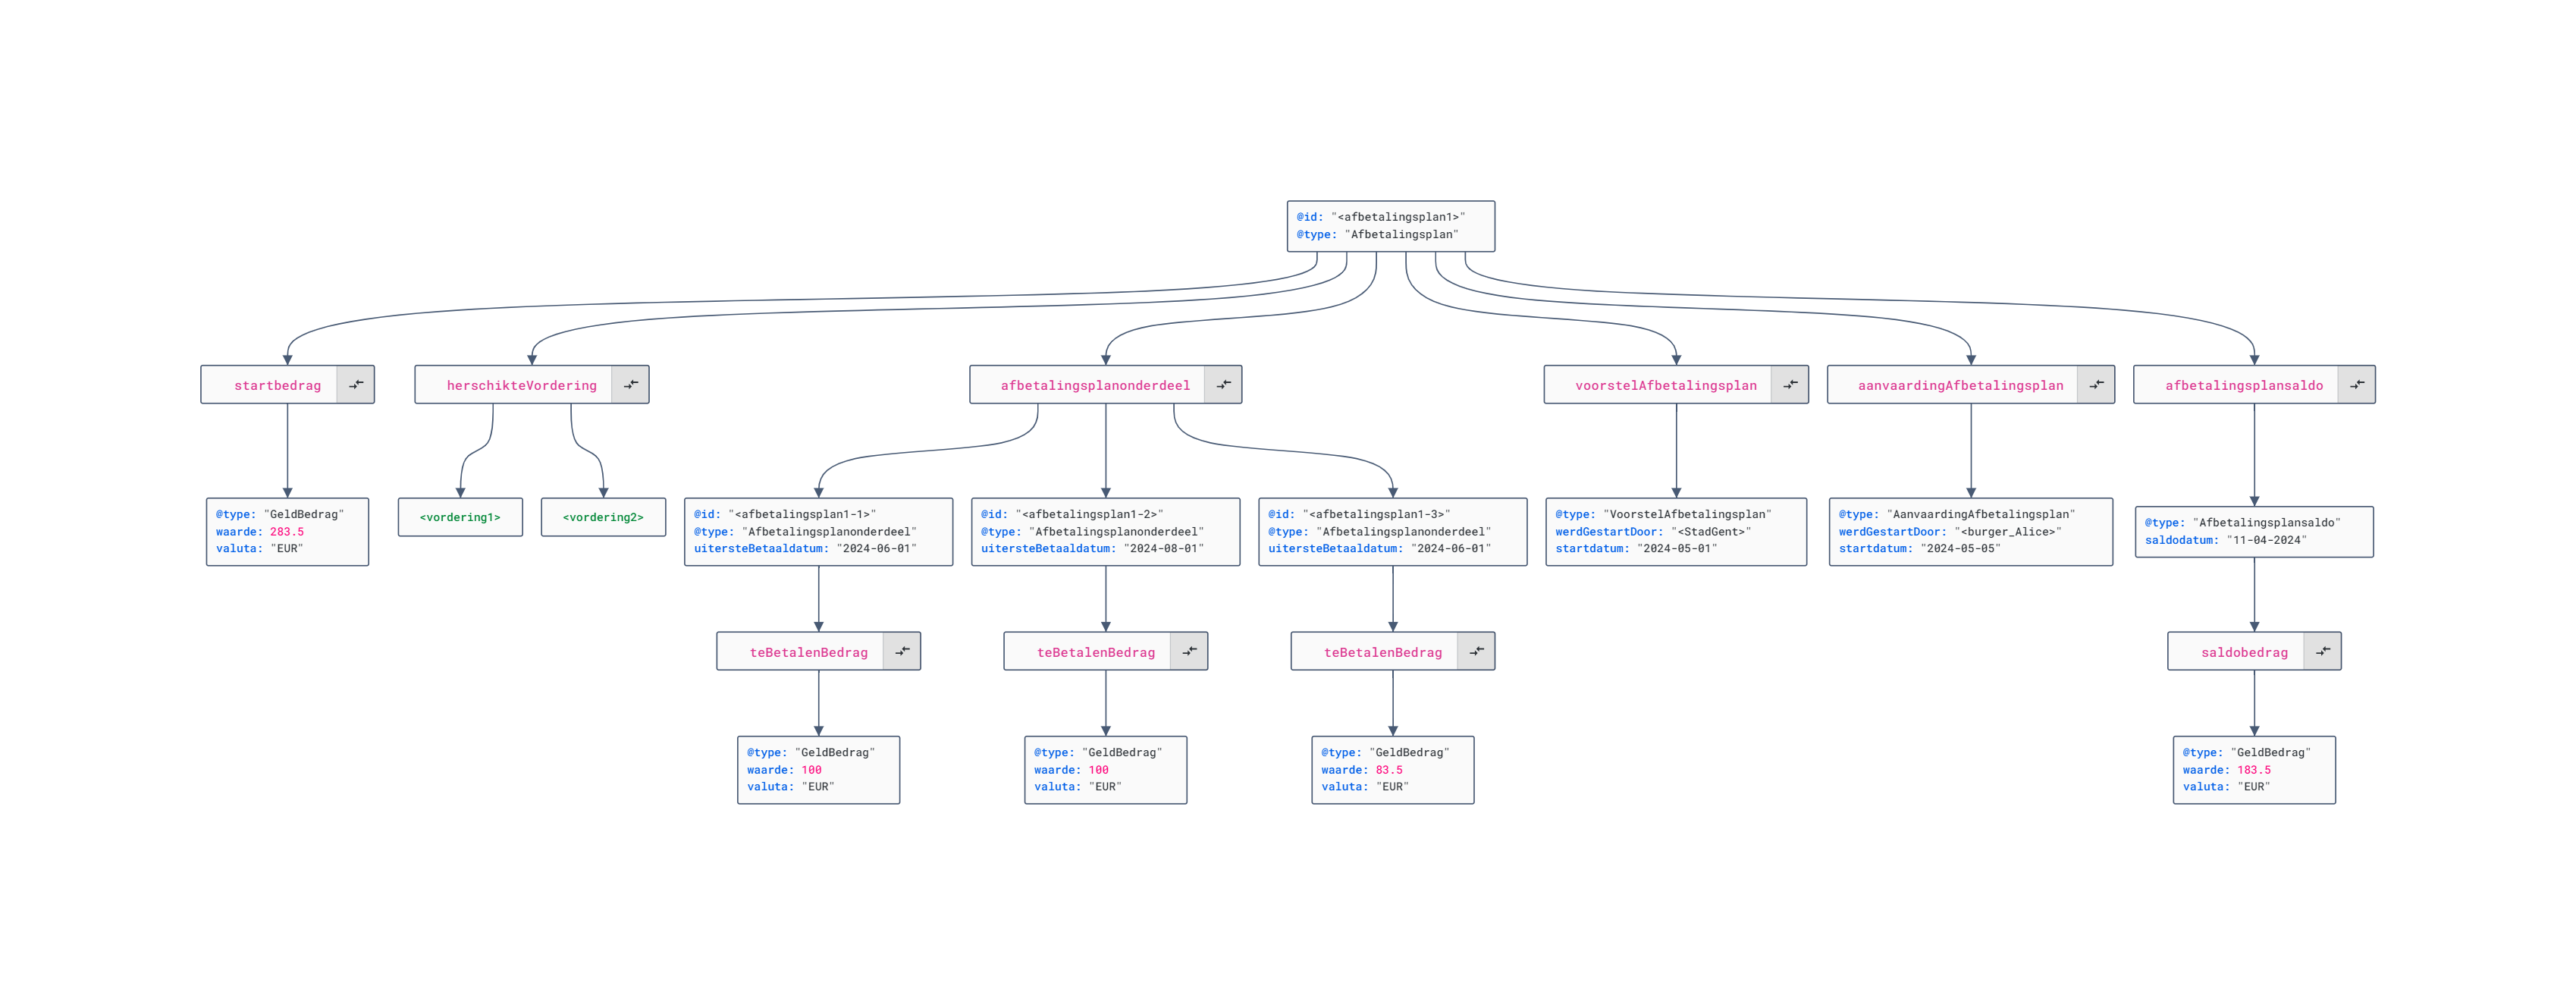 @id: "<afbetalingsplan1>"
@type: "Afbetalingsplan"
startbedrag
herschikteVordering
afbetalingsplanonderdeel
voorstelAfbetalingsplan
aanvaardingAfbetalingsplan
afbetalingsplansaldo
@type: "GeldBedrag"
waarde: 283.5
valuta: "EUR"
<vordering1>
<vordering2>
@id: "<afbetalingsplan1-1>"
@type: "Afbetalingsplanonderdeel"
uitersteBetaaldatum: "2024-06-01"
@id: "<afbetalingsplan1-2>"
@type: "Afbetalingsplanonderdeel"
uitersteBetaaldatum: "2024-08-01"
@id: "<afbetalingsplan1-3>"
@type: "Afbetalingsplanonderdeel"
uitersteBetaaldatum: "2024-06-01"
@type: "VoorstelAfbetalingsplan"
werdGestartDoor: "<StadGent>"
startdatum: "2024-05-01"
@type: "AanvaardingAfbetalingsplan"
werdGestartDoor: "<burger_Alice>"
startdatum: "2024-05-05"
@type: "Afbetalingsplansaldo"
saldodatum: "11-04-2024"
teBetalenBedrag
teBetalenBedrag
teBetalenBedrag
saldobedrag
@type: "GeldBedrag"
waarde: 100
valuta: "EUR"
@type: "GeldBedrag"
waarde: 100
valuta: "EUR"
@type: "GeldBedrag"
waarde: 83.5
valuta: "EUR"
@type: "GeldBedrag"
waarde: 183.5
valuta: "EUR"